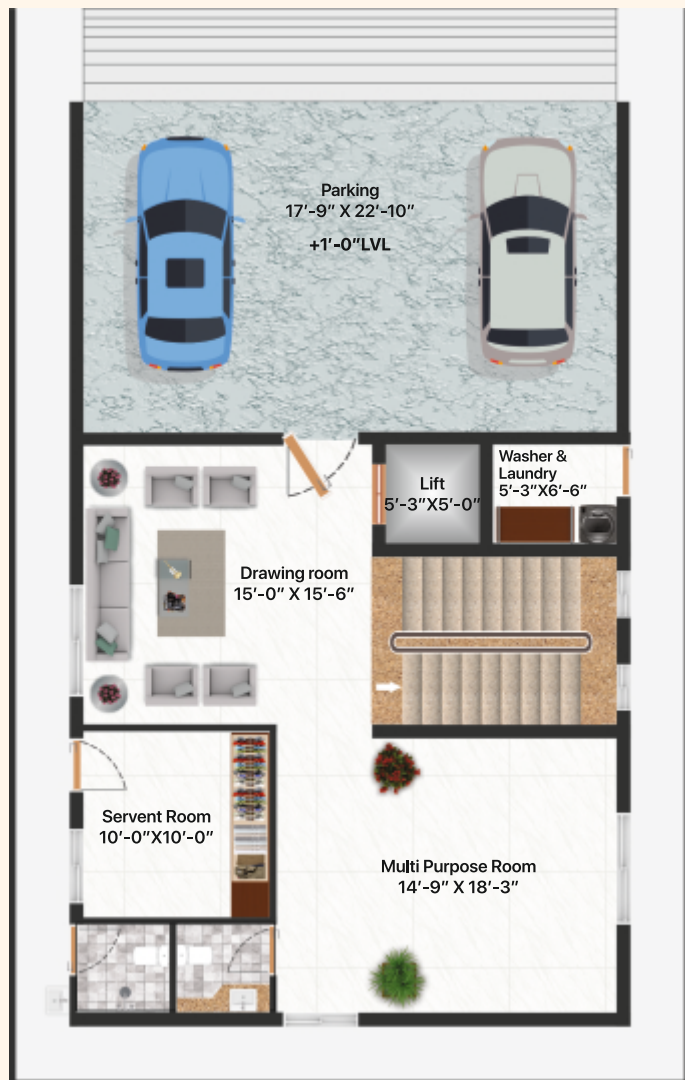 Parking
17’-9” X 22’-10”
+1’-0”LVL
Washer &
Laundry
5’-3”X6’-6”
Lift
5’-3”X5’-0”
Drawing room
15’-0” X 15’-6”
Servent Room
10’-0”X10’-0”
Multi Purpose Room
14’-9” X 18’-3”